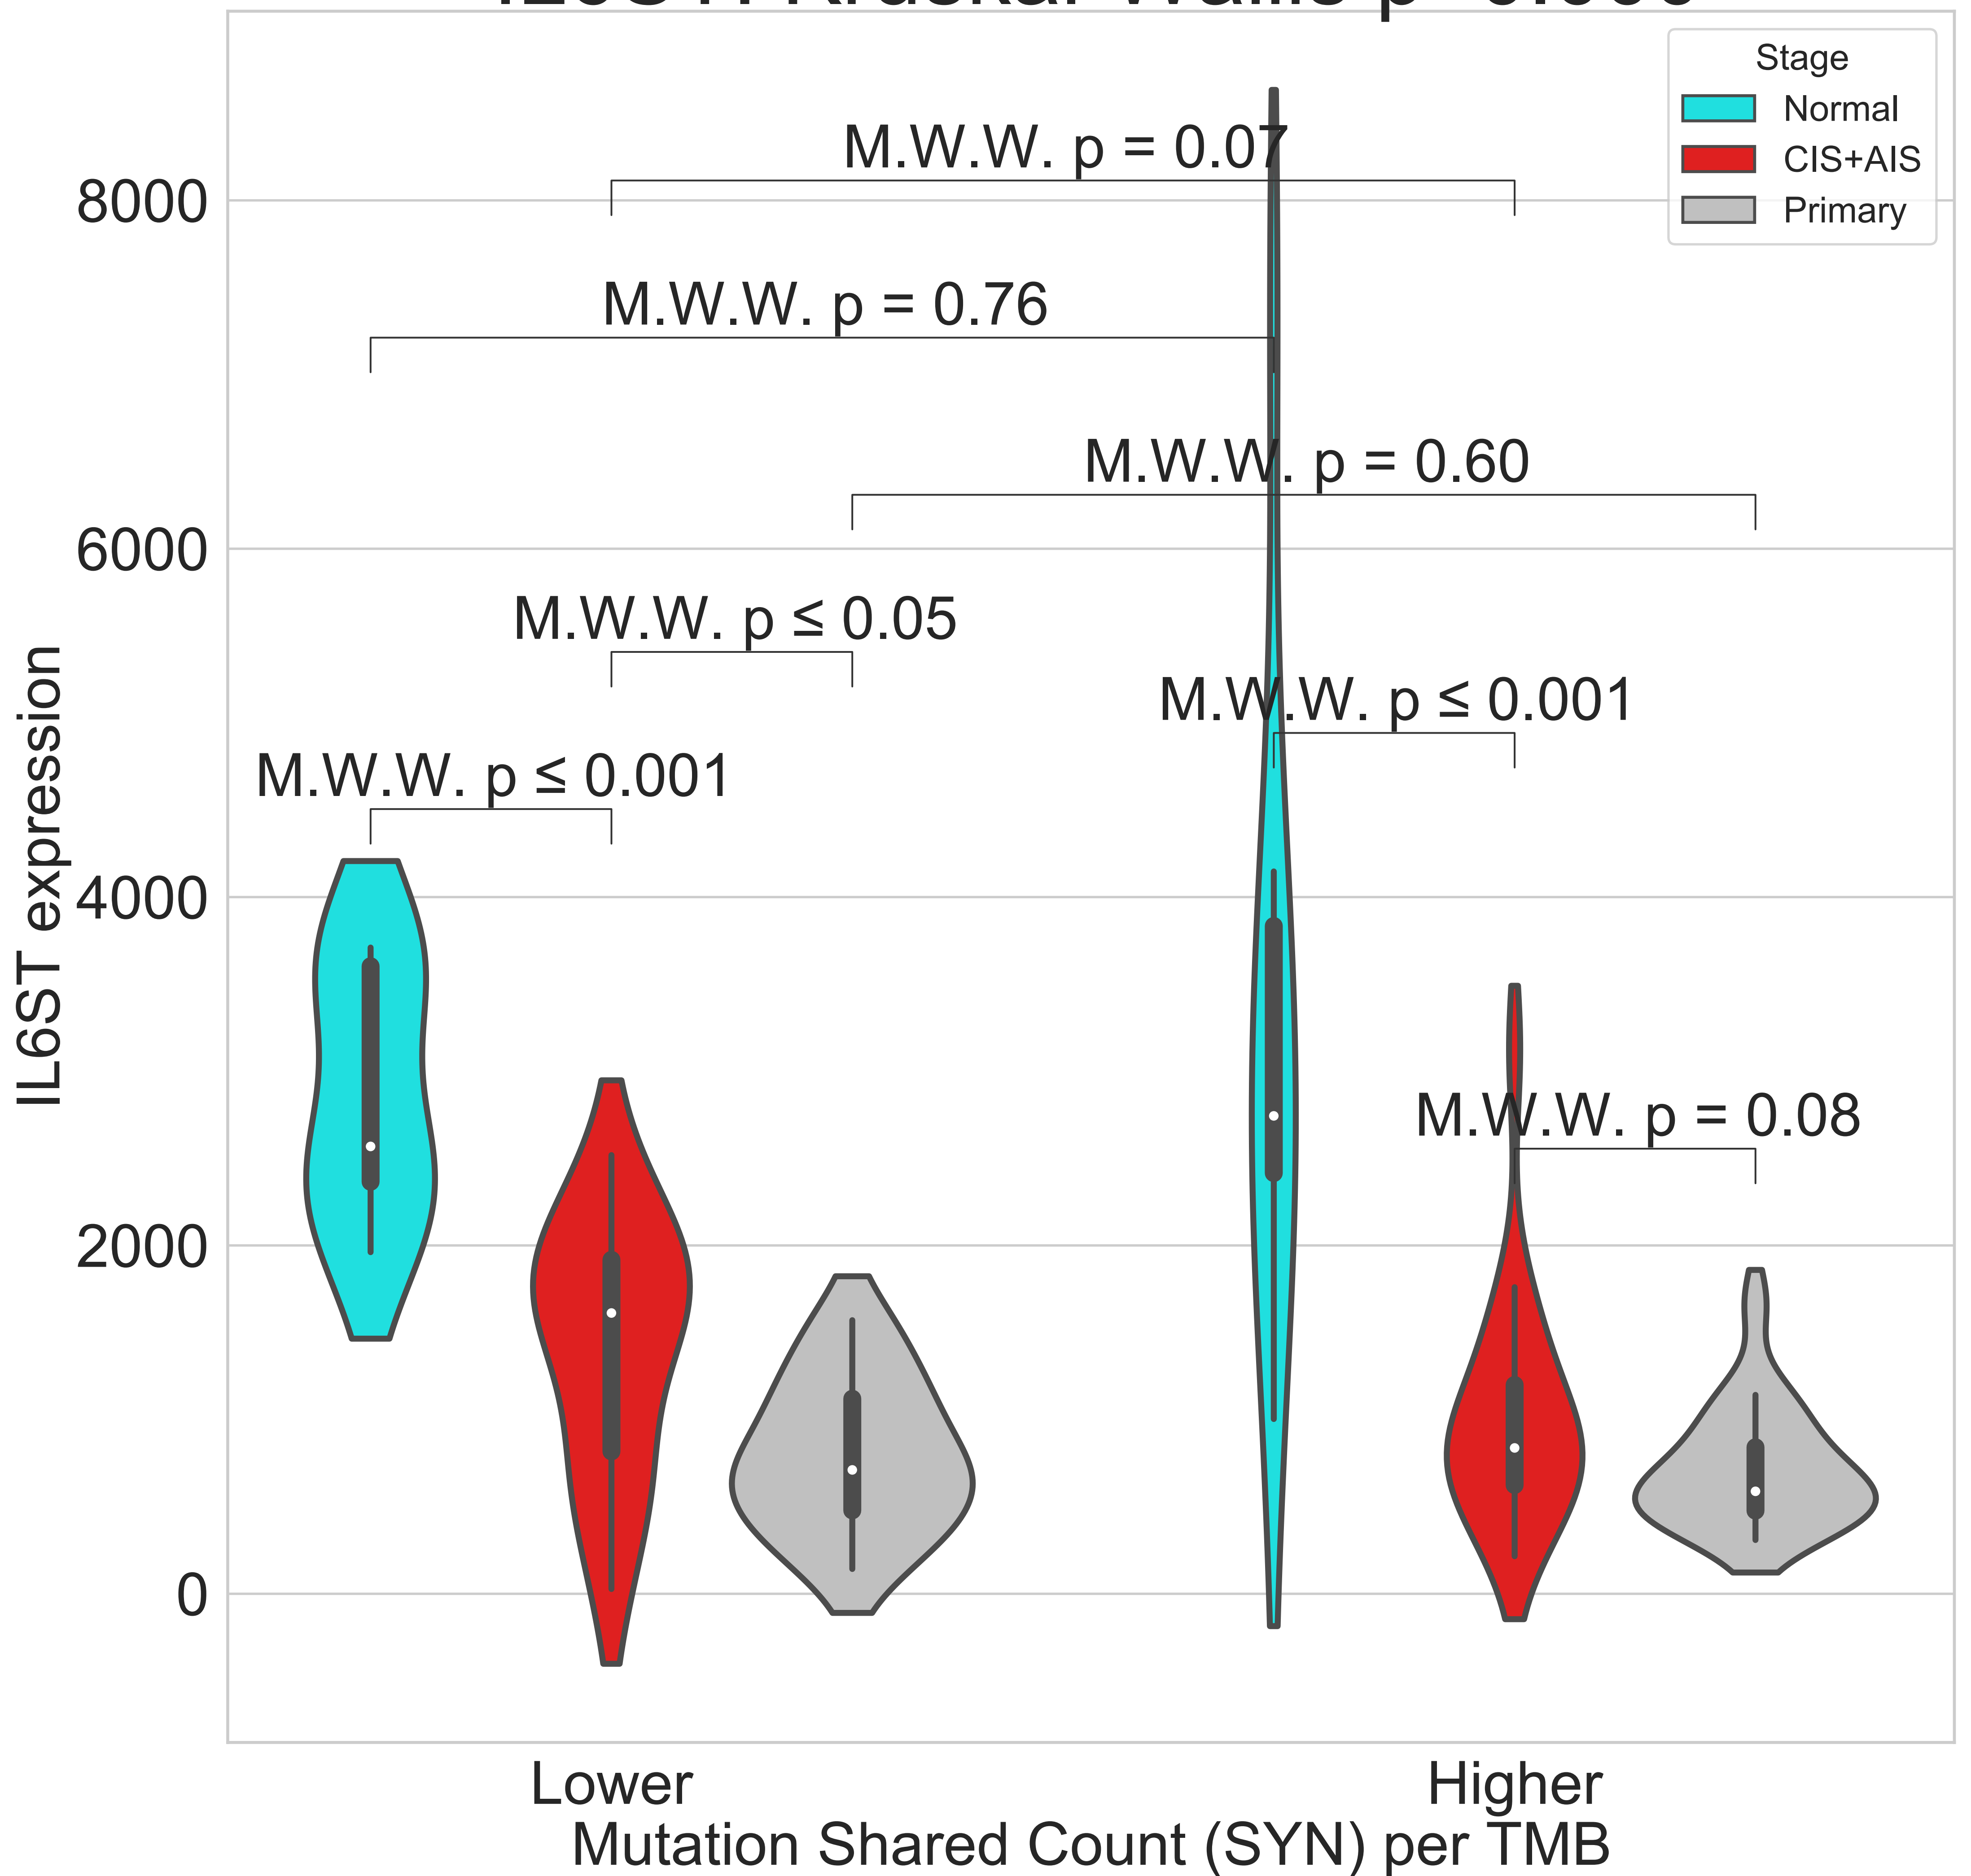 Stage
Normal
CIS+AIS
Primary
M.W.W. p = 0.07
8000
M.W.W. p = 0.76
M.W.W. p = 0.60
6000
M.W.W. p ≤ 0.05
M.W.W. p ≤ 0.001
M.W.W. p ≤ 0.001
IL6ST expression
4000
M.W.W. p = 0.08
2000
0
Lower
Higher
Mutation Shared Count (SYN) per TMB